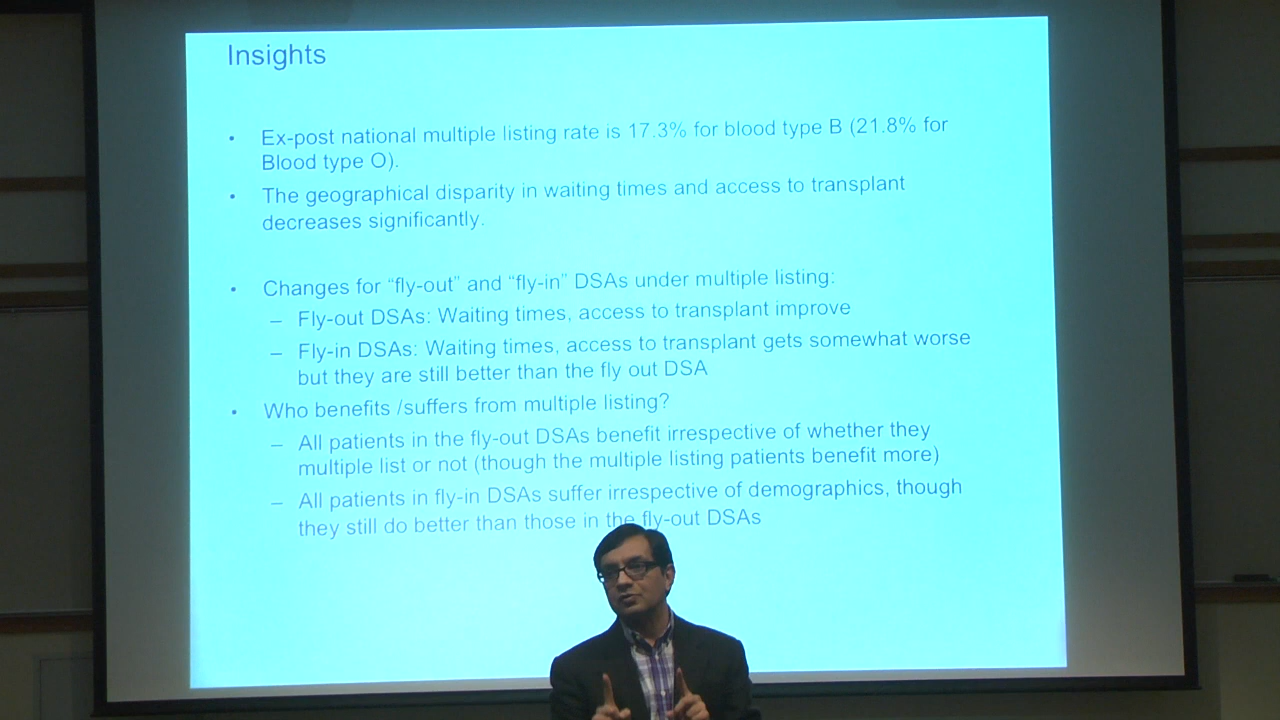 Insights
• Ex-post national multiple listing rate is 17.3% for blood type B (21.8% for
Blood type O).
• The geographical disparity in waiting times and access to transplant
decreases significantly.
• Changes for “fly-out” and “fly-in” DSAs under multiple listing:
– Fly-out DSAs: Waiting times, access to transplant improve
– Fly-in DSAs: Waiting times, access to transplant gets somewhat worse
but they are still better than the fly out DSA
• Who benefits /suffers from multiple listing?
– All patients in the fly-out DSAs benefit irrespective of whether they
multiple list or not (though the multiple listing patients benefit more)
– All patients in fly-in DSAs suffer irrespective of demographics, though
they still do better than those in the fly-out DSAs